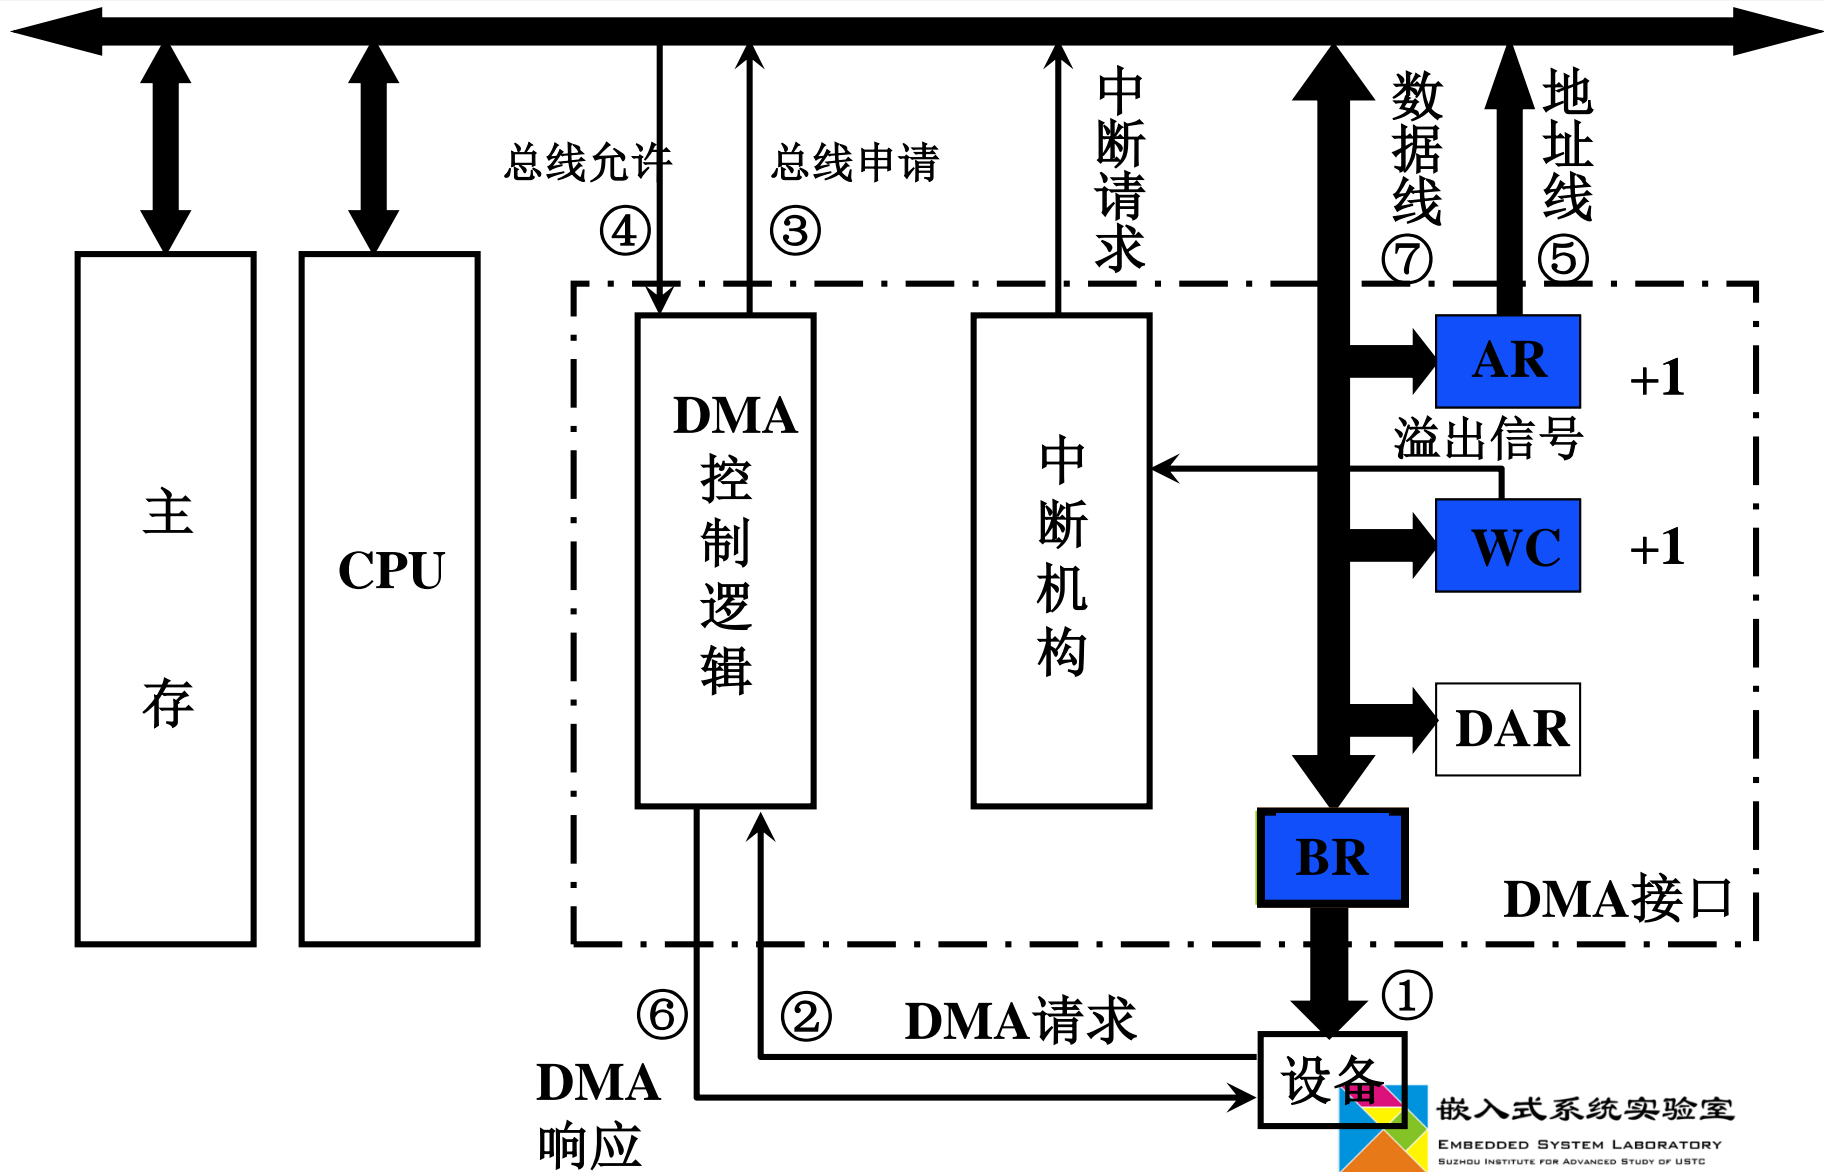 总线允许
④
总线申请
③
中断请求
数据线
⑦
地址线
⑤
主存
CPU
DMA
控制逻辑
中断机构
AR
+1
溢出信号
WC
+1
DAR
BR
DMA接口
⑥
②
DMA请求
①
DMA
响应
设备
嵌入式系统实验室
EMBEDDED SYSTEM LABORATORY
SUZHOU INSTITUTE FOR ADVANCED STUDY OF USTC